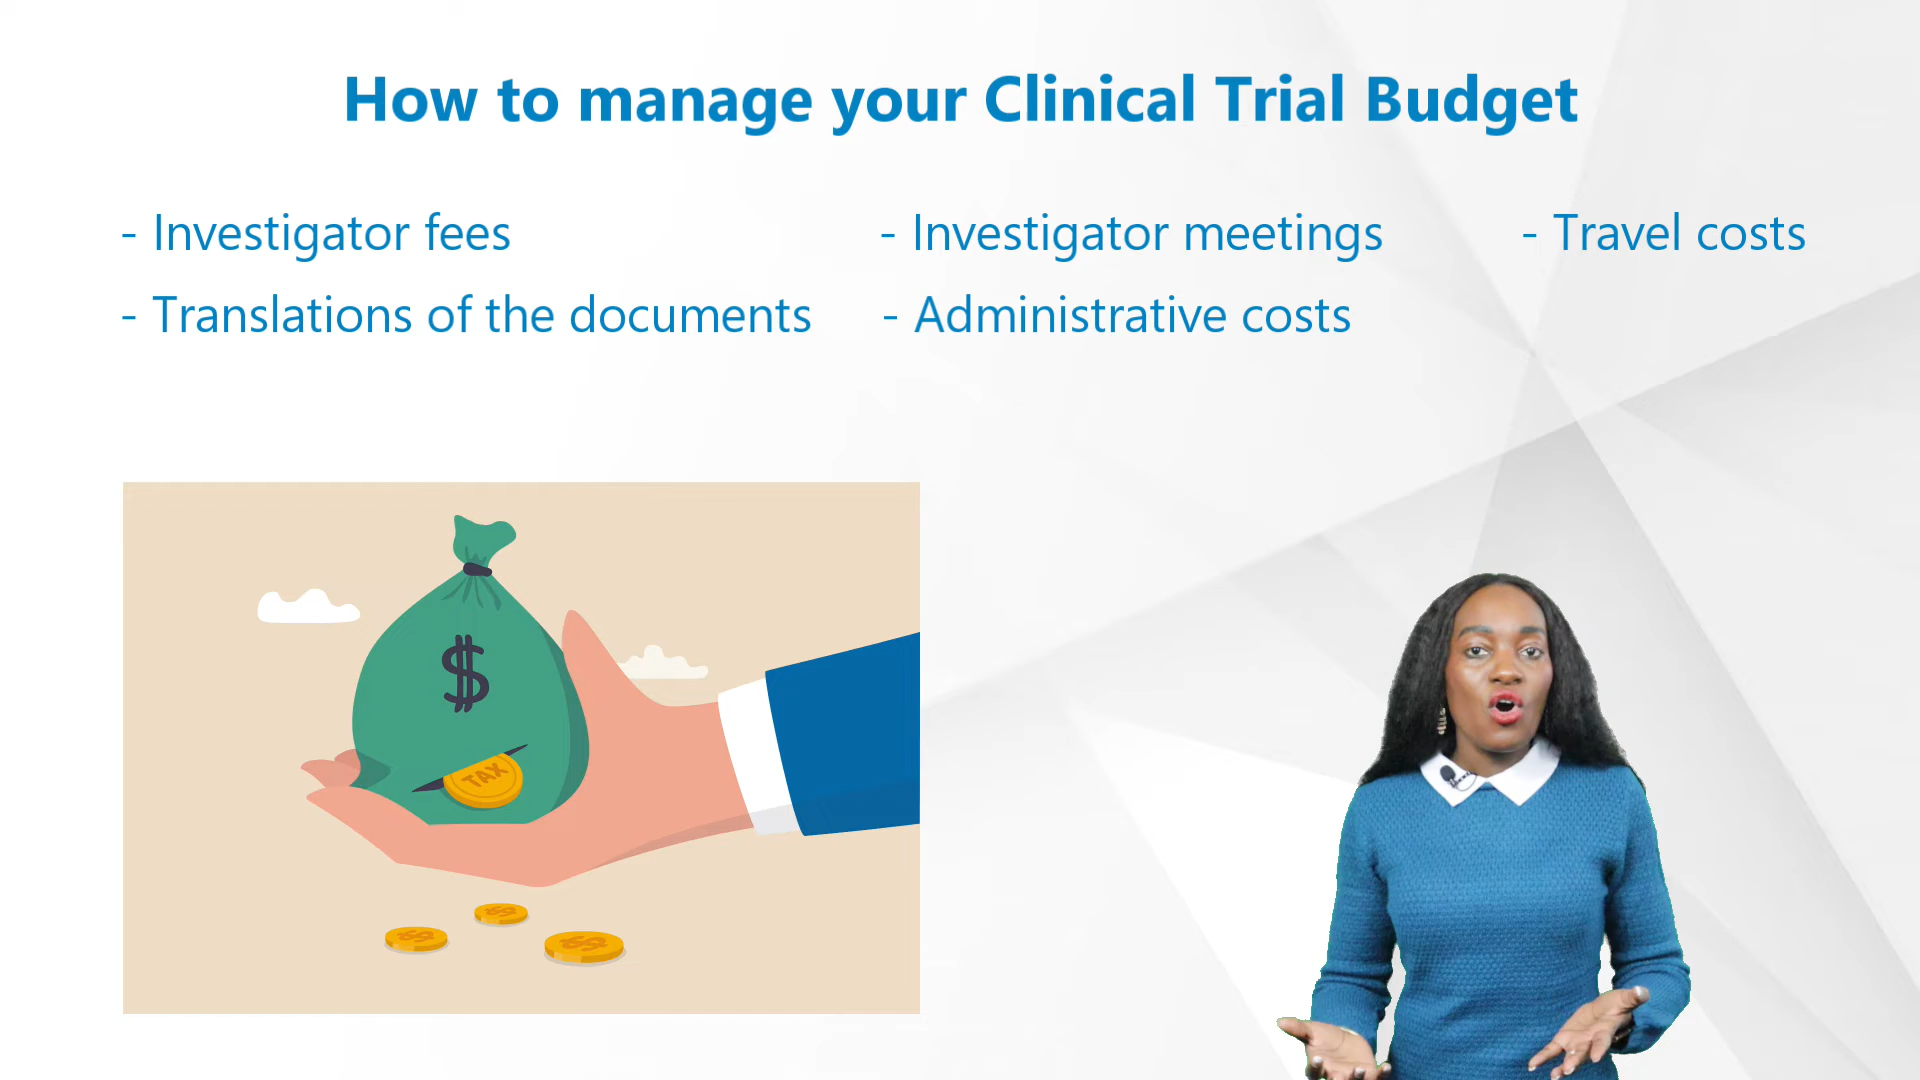 How to manage your Clinical Trial Budget
- Investigator fees
- Investigator meetings
- Travel costs
- Translations of the documents
- Administrative costs
$
TAX
$
$
$